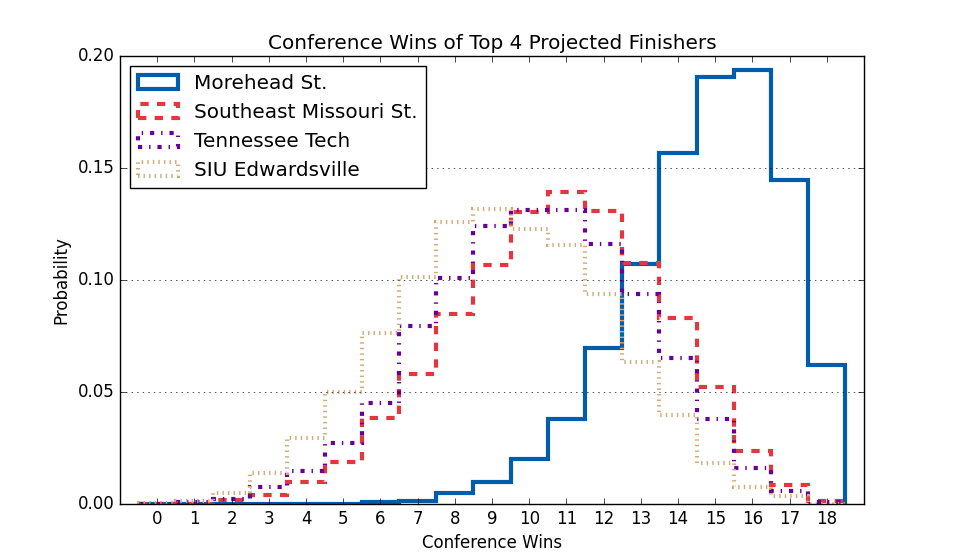 Conference Wins of Top 4 Projected Finishers
0.20
Morehead St.
Southeast Missouri St.
Tennessee Tech
SIU Edwardsville
0.15
0.10
0.05
0.00
Probability
0 1 2 3 4 5 6 7 8 9 10 11 12 13 14 15 16 17 18
Conference Wins